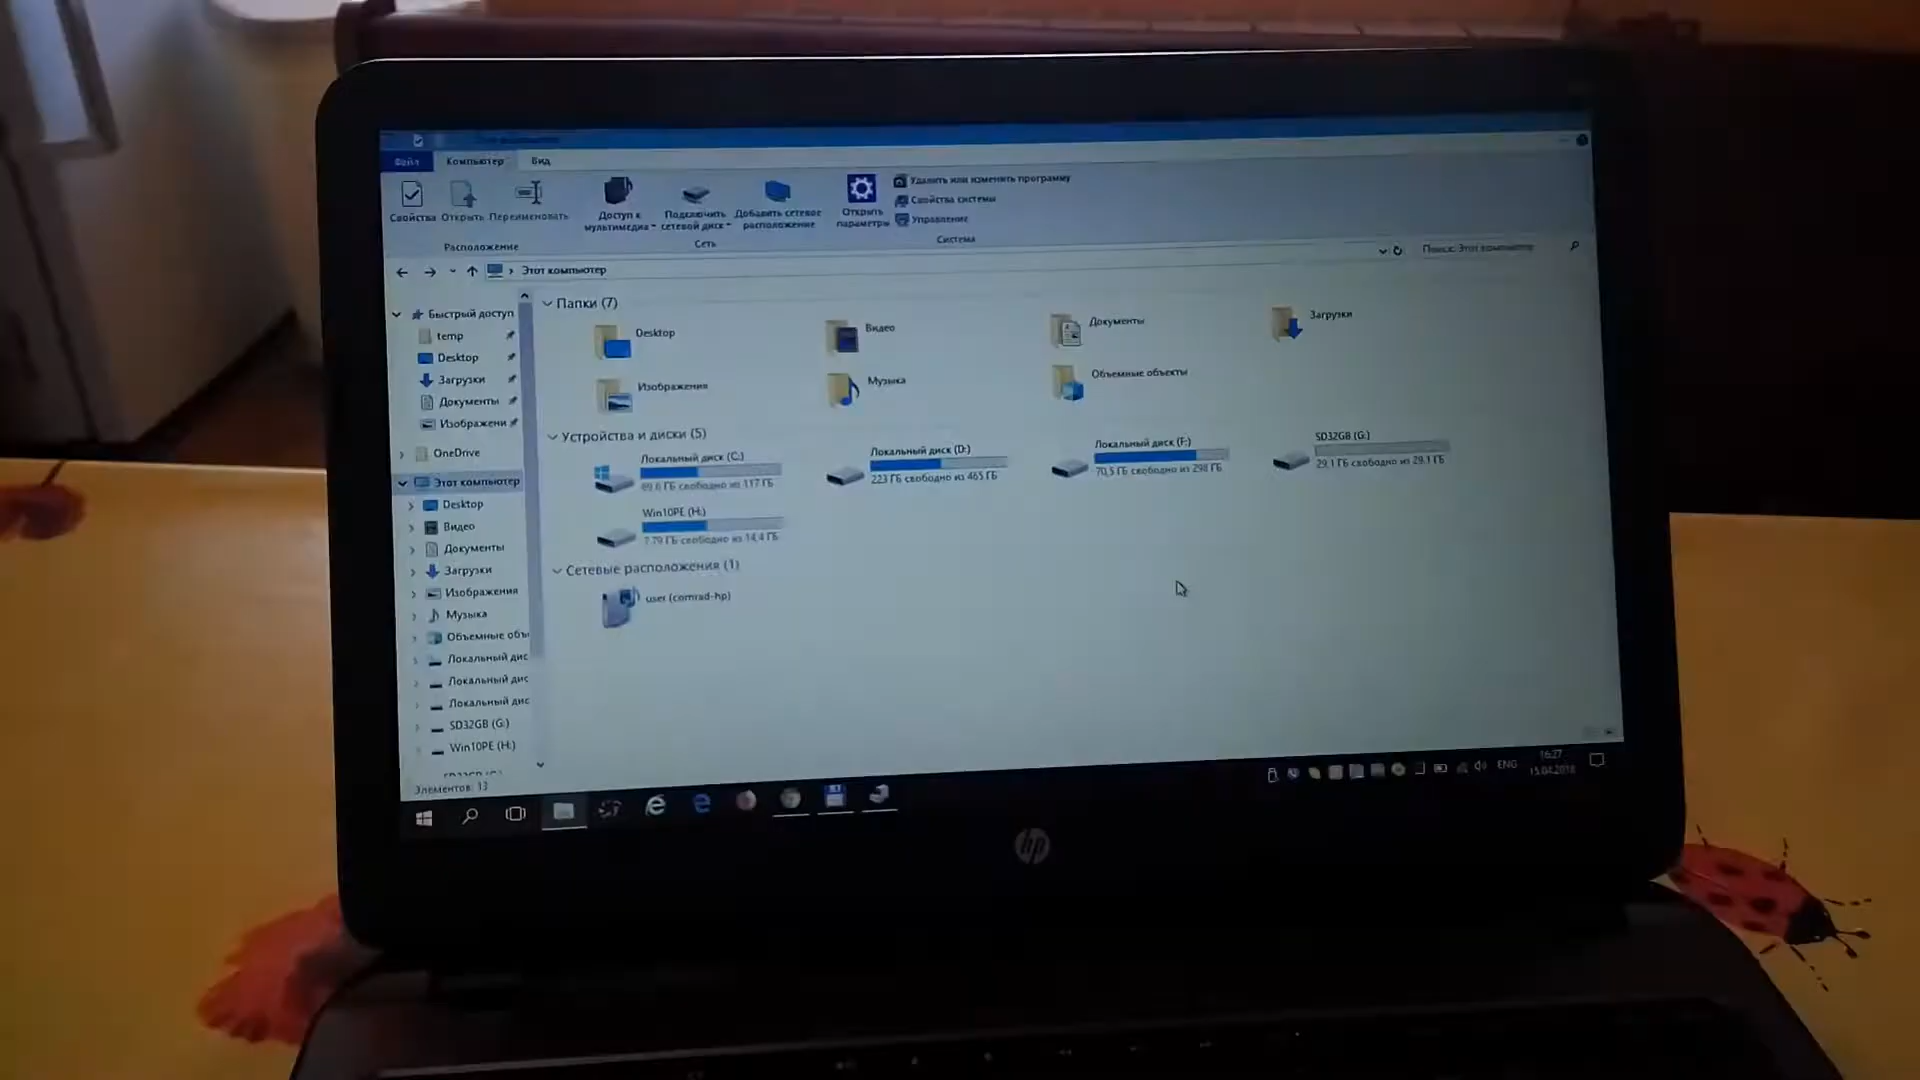 Файл Компьютер Вид
Свойства Открыть Переименовать
Доступ к мультимедиа
Подключить сетевой диск
Добавить сетевое расположение
Открыть параметры
Удалить или изменить программу
Свойства системы
Управление
Расположение Сеть Система
Этот компьютер
Поиск: Этот компьютер
Быстрый доступ
temp
Desktop
Загрузки
Документы
Изображени
OneDrive
Этот компьютер
Desktop
Видео
Документы
Загрузки
Изображения
Музыка
Объемные объ
Локальный дис
Локальный дис
Локальный дис
SD32GB (G:)
Win10PE (H:)
Элементов: 13
Папки (7)
Desktop Видео Документы Загрузки
Изображения Музыка Объемные объекты
Устройства и диски (5)
Локальный диск (C:)
69,6 ГБ свободно из 117 ГБ
Локальный диск (D:)
223 ГБ свободно из 465 ГБ
Локальный диск (F:)
70,5 ГБ свободно из 298 ГБ
SD32GB (G:)
29,1 ГБ свободно из 29,1 ГБ
Win10PE (H:)
7,79 ГБ свободно из 14,4 ГБ
Сетевые расположения (1)
user (comrad-hp)
ENG
16:27
15.04.2018
hp